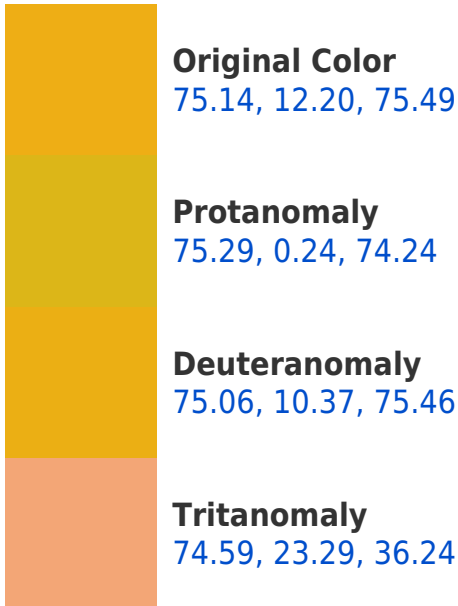 Original Color
75.14, 12.20, 75.49
Protanomaly
75.29, 0.24, 74.24
Deuteranomaly
75.06, 10.37, 75.46
Tritanomaly
74.59, 23.29, 36.24